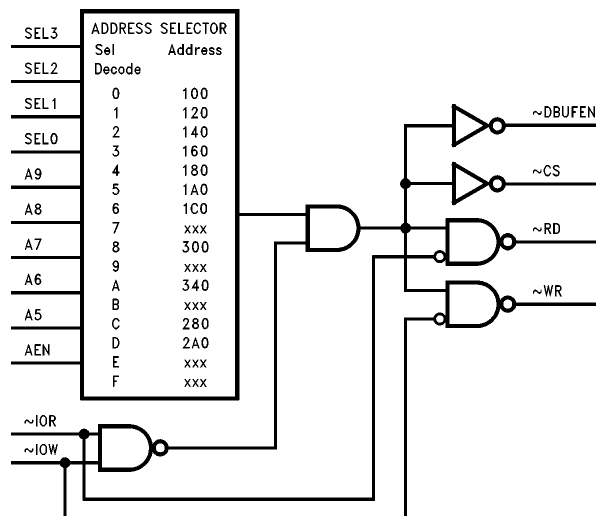 SEL3
SEL2
SEL1
SEL0
A9
A8
A7
A6
A5
AEN
~IOR
~IOW
ADDRESS SELECTOR
Sel Address
Decode
0 100
1 120
2 140
3 160
4 180
5 1A0
6 1C0
7 xxx
8 300
9 xxx
A 340
B xxx
C 280
D 2A0
E xxx
F xxx
~DBUFEN
~CS
~RD
~WR